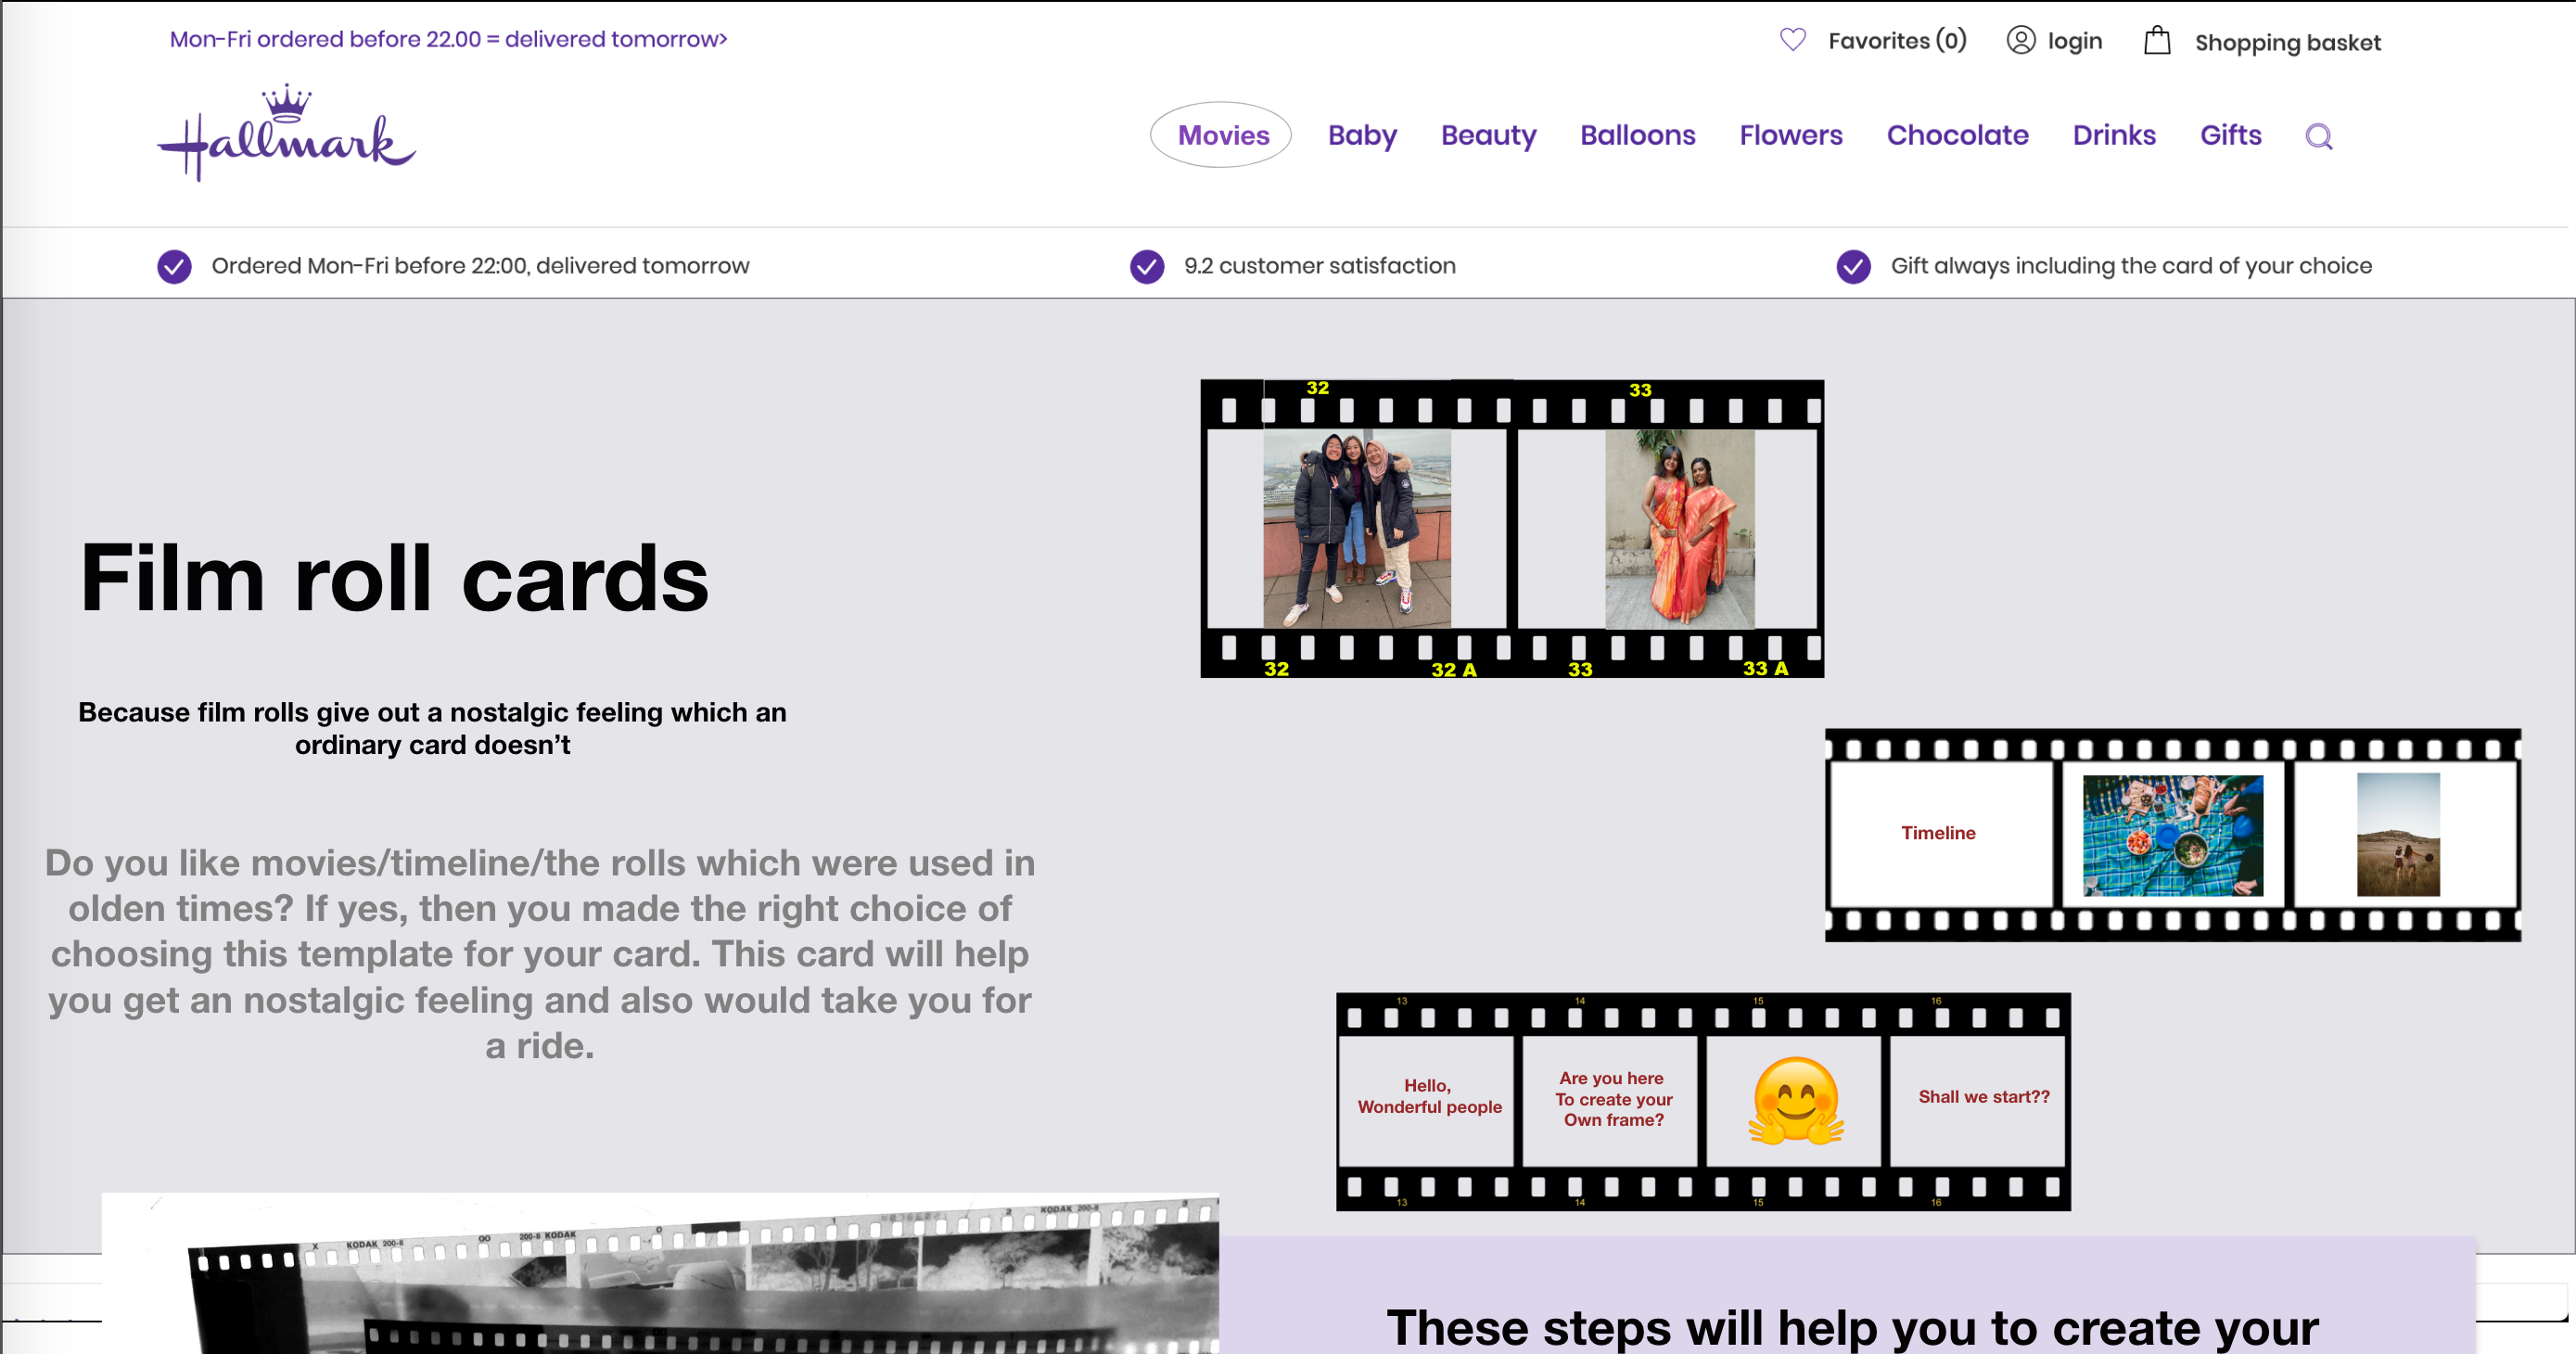 Mon-Fri ordered before 22.00 = delivered tomorrow>
Favorites (0)
login
Shopping basket
Hallmark
Movies
Baby
Beauty
Balloons
Flowers
Chocolate
Drinks
Gifts
Ordered Mon-Fri before 22:00, delivered tomorrow
9.2 customer satisfaction
Gift always including the card of your choice
Film roll cards
Because film rolls give out a nostalgic feeling which an
ordinary card doesn’t
Do you like movies/timeline/the rolls which were used in
olden times? If yes, then you made the right choice of
choosing this template for your card. This card will help
you get an nostalgic feeling and also would take you for
a ride.
32
33
32
32 A
33
33 A
Timeline
13
14
15
16
Hello,
Wonderful people
Are you here
To create your
Own frame?
Shall we start??
13
14
15
16
X
KODAK 200-8
00
200-8 KODAK
0
1
2
KODAK 200-8
3
These steps will help you to create your